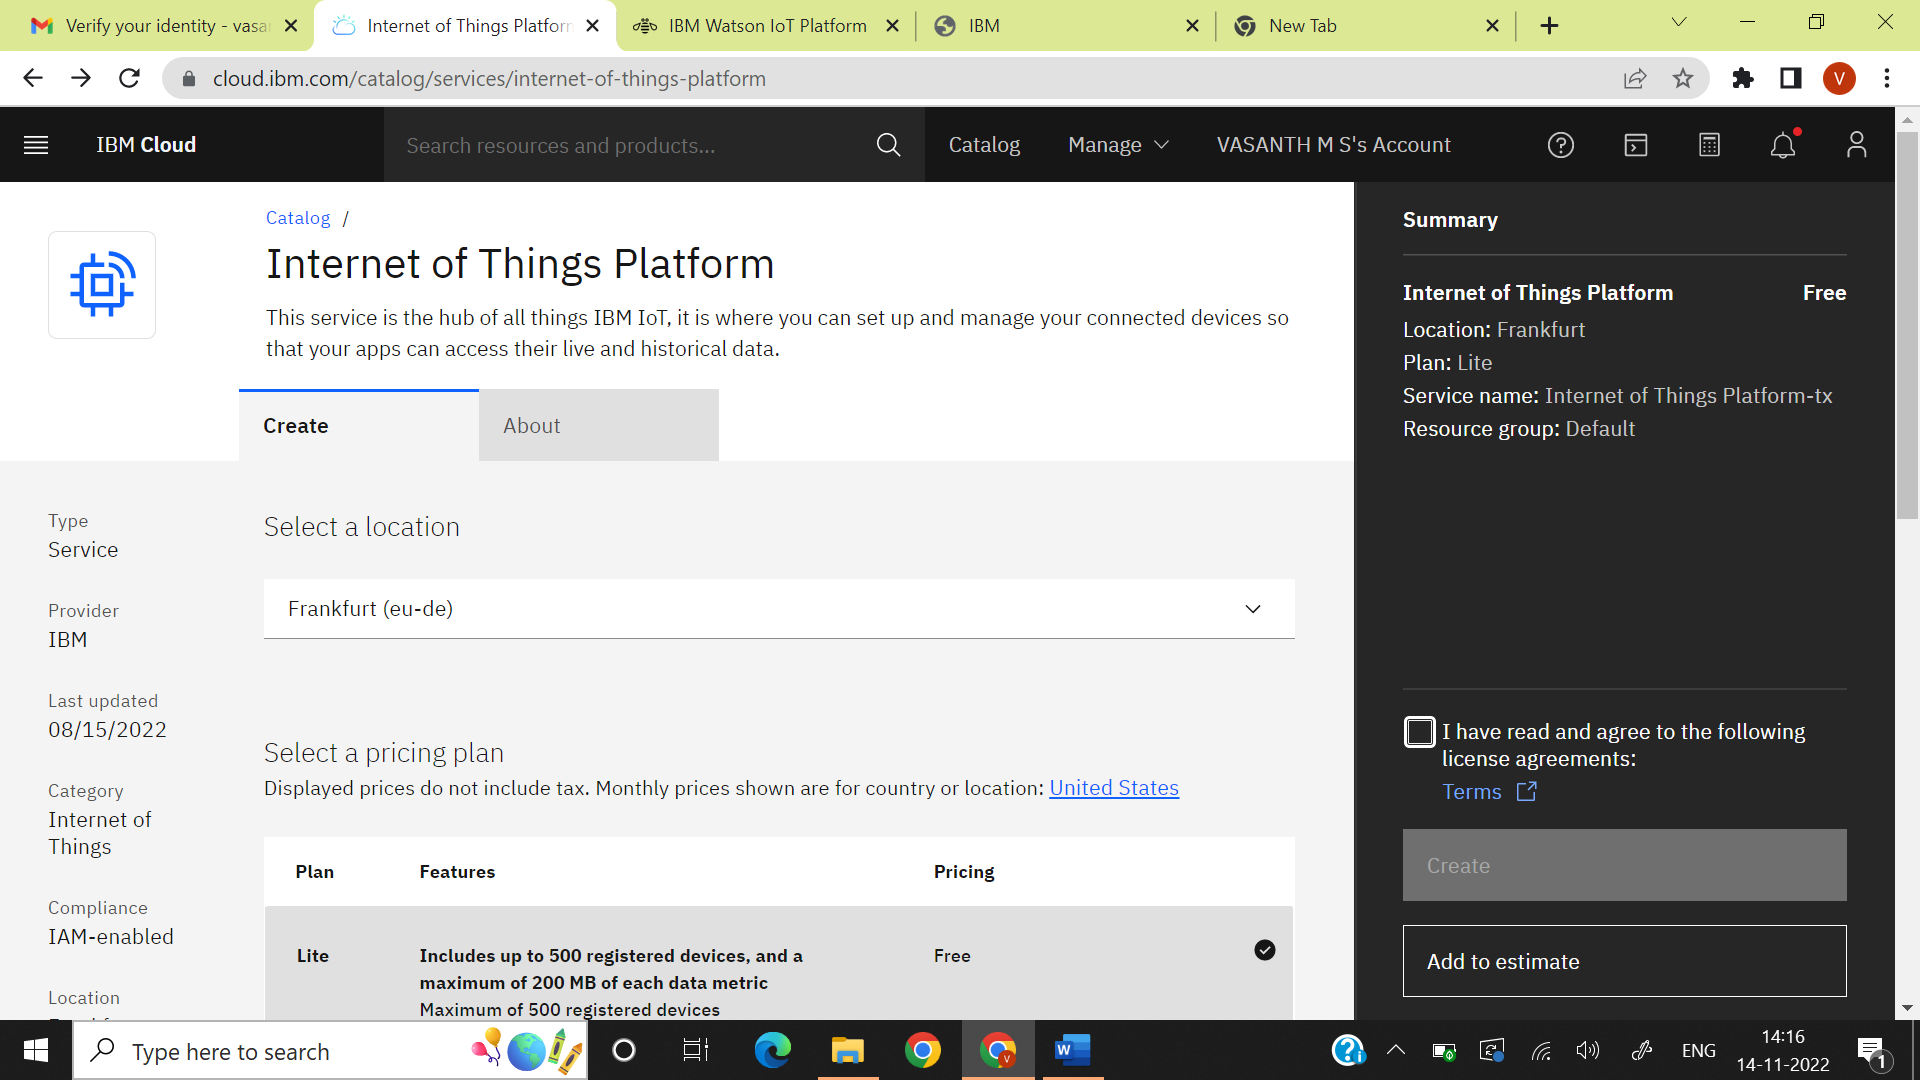 Verify your identity - vasa
Internet of Things Platform
IBM Watson IoT Platform
IBM
New Tab
cloud.ibm.com/catalog/services/internet-of-things-platform
V
IBM Cloud
Search resources and products...
Catalog
Manage
VASANTH M S's Account
Catalog /
Internet of Things Platform
This service is the hub of all things IBM IoT, it is where you can set up and manage your connected devices so
that your apps can access their live and historical data.
Create
About
Type
Service
Provider
IBM
Last updated
08/15/2022
Category
Internet of
Things
Compliance
IAM-enabled
Location
Select a location
Frankfurt (eu-de)
Select a pricing plan
Displayed prices do not include tax. Monthly prices shown are for country or location: United States
Plan Features Pricing
Lite
Includes up to 500 registered devices, and a
maximum of 200 MB of each data metric
Maximum of 500 registered devices
Free
Summary
Internet of Things Platform Free
Location: Frankfurt
Plan: Lite
Service name: Internet of Things Platform-tx
Resource group: Default
I have read and agree to the following
license agreements:
Terms
Create
Add to estimate
Type here to search
ENG
14:16
14-11-2022
1